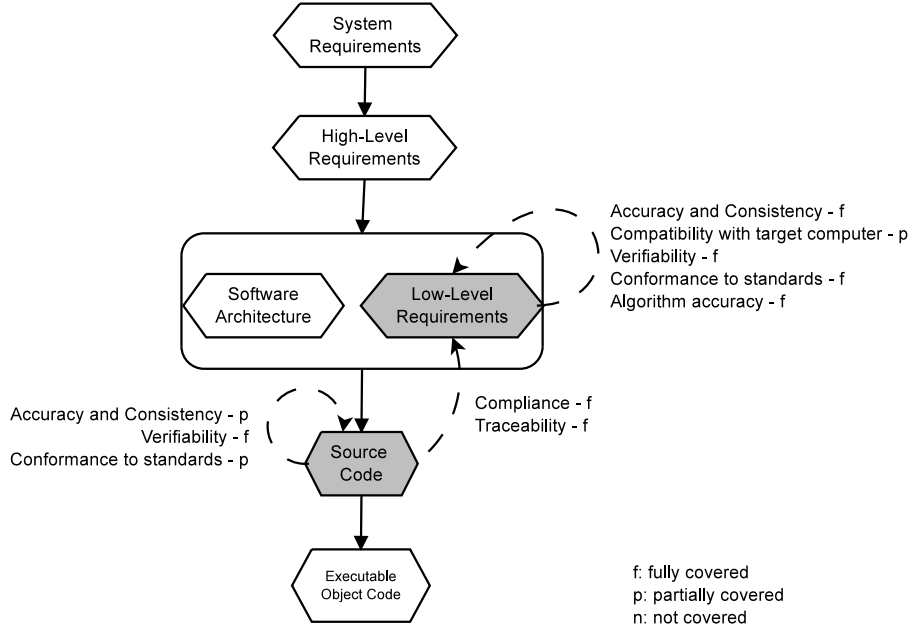 System
Requirements
High-Level
Requirements
Accuracy and Consistency - f
Compatibility with target computer - p
Verifiability - f
Conformance to standards - f
Algorithm accuracy - f
Software
Architecture
Low-Level
Requirements
Accuracy and Consistency - p
Verifiability - f
Conformance to standards - p
Compliance - f
Traceability - f
Source
Code
Executable
Object Code
f: fully covered
p: partially covered
n: not covered